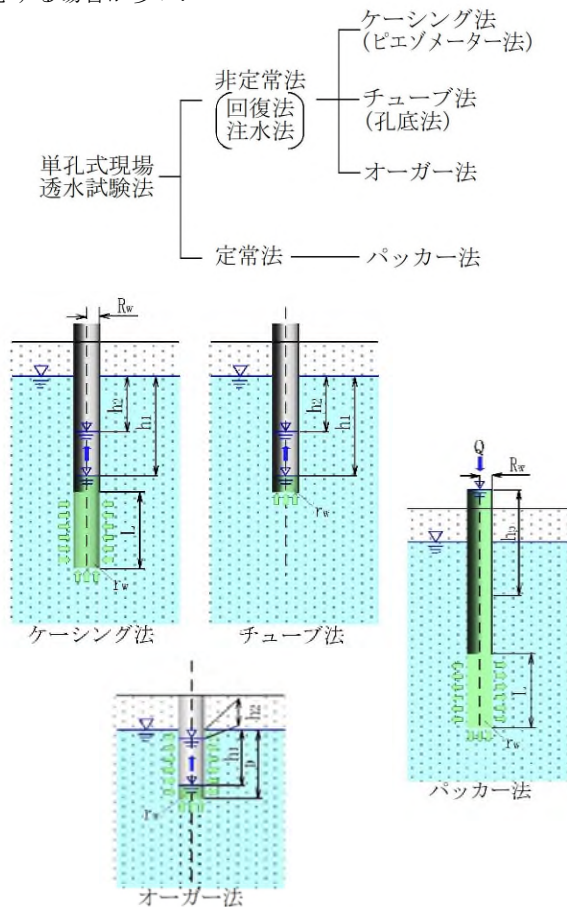 ケーシング法
(ピエゾメーター法)
非定常法
回復法
注水法
チューブ法
(孔底法)
単孔式現場
透水試験法
オーガー法
定常法
パッカー法
Rw
h2
h1
L
rw
ケーシング法
h2
h1
rw
チューブ法
Q
Rw
hp
L
rw
パッカー法
h2
h1
D
rw
オーガー法